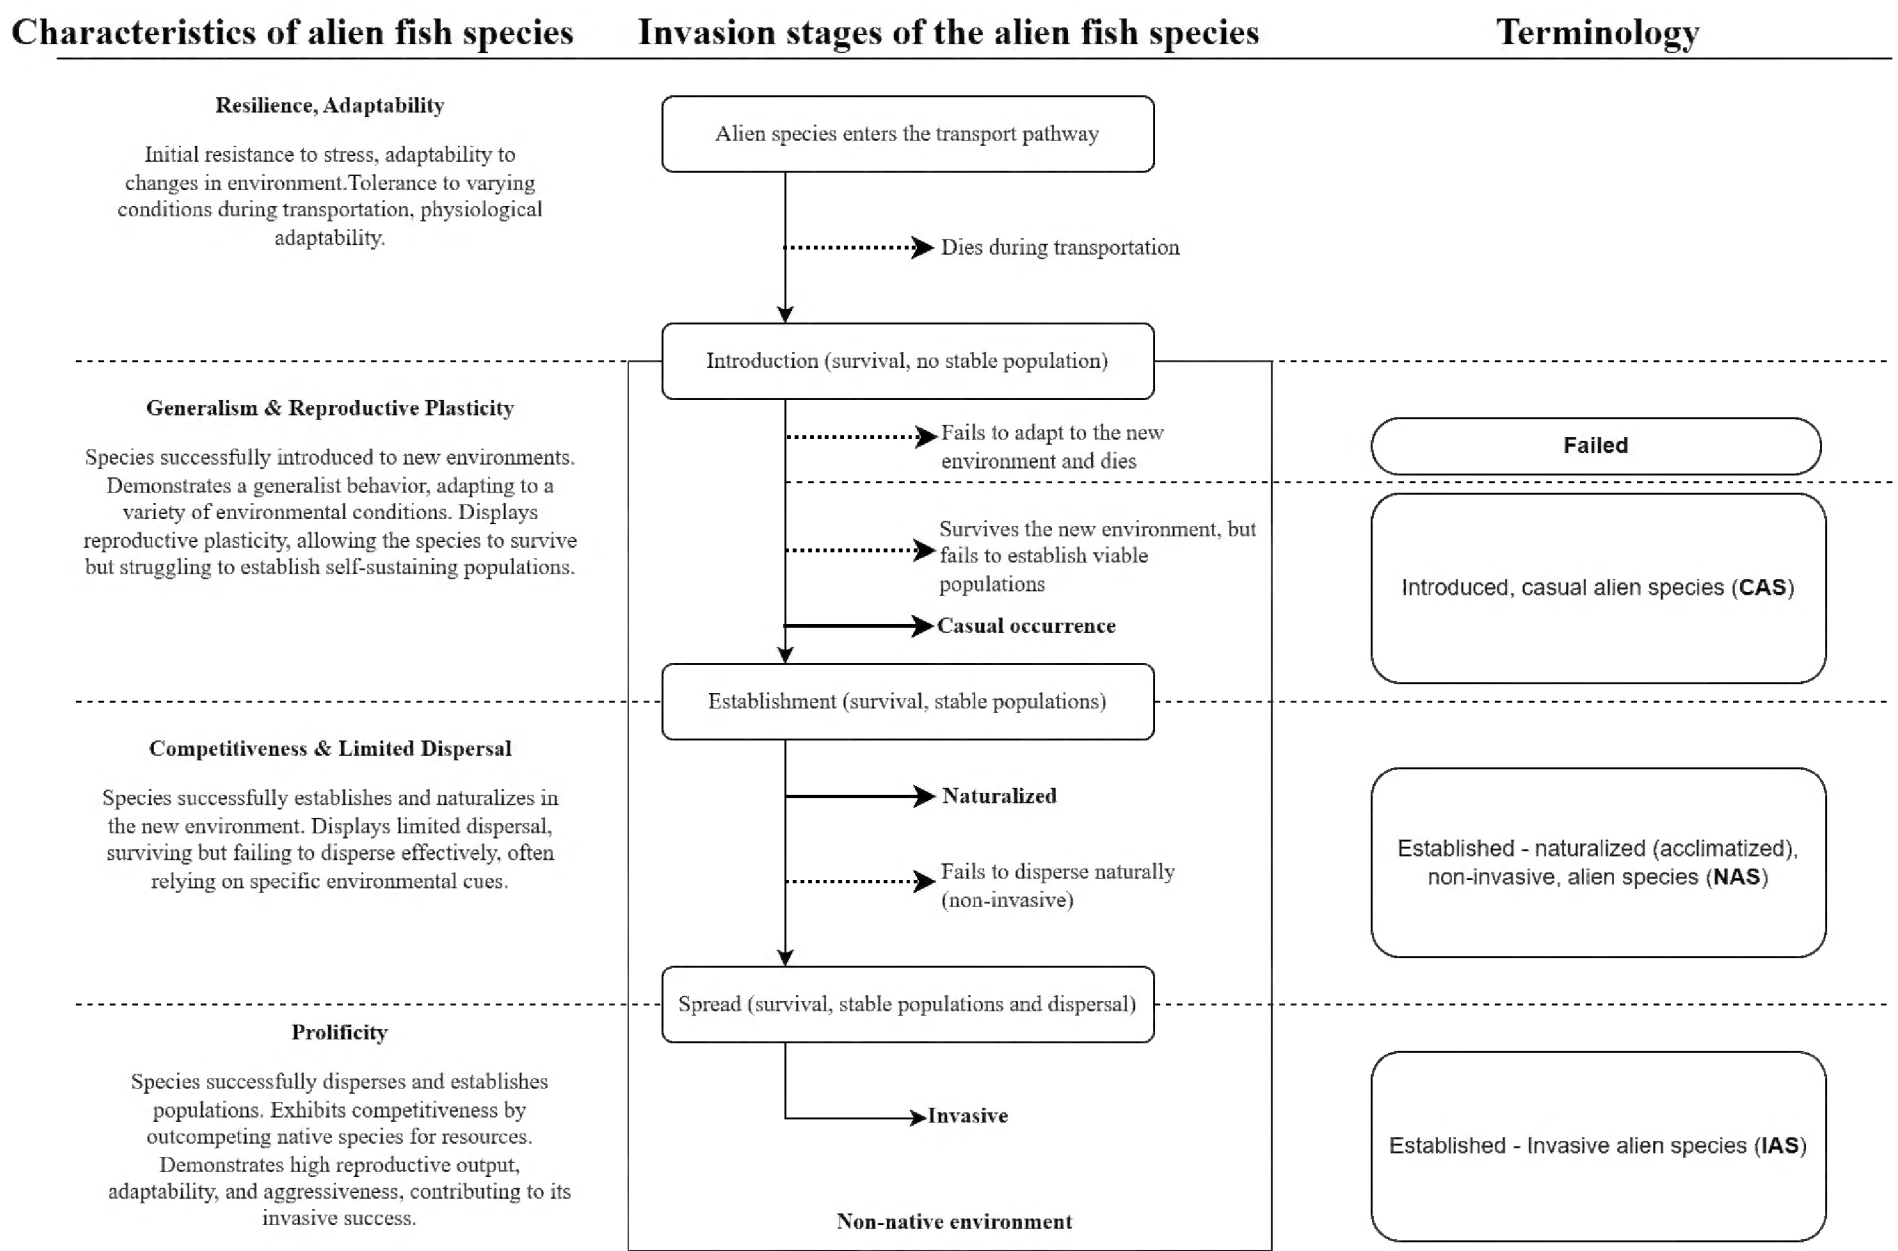 Characteristics of alien fish species
Invasion stages of the alien fish species
Terminology
Resilience, Adaptability
Initial resistance to stress, adaptability to
changes in environment.Tolerance to varying
conditions during transportation, physiological
adaptability.
Alien species enters the transport pathway
Dies during transportation
Introduction (survival, no stable population)
Generalism & Reproductive Plasticity
Species successfully introduced to new environments.
Demonstrates a generalist behavior, adapting to a
variety of environmental conditions. Displays
reproductive plasticity, allowing the species to survive
but struggling to establish self-sustaining populations.
Fails to adapt to the new
environment and dies
Failed
Survives the new environment, but
fails to establish viable
populations
Casual occurrence
Introduced, casual alien species (CAS)
Establishment (survival, stable populations)
Competitiveness & Limited Dispersal
Species successfully establishes and naturalizes in
the new environment. Displays limited dispersal,
surviving but failing to disperse effectively, often
relying on specific environmental cues.
Naturalized
Fails to disperse naturally
(non-invasive)
Established - naturalized (acclimatized),
non-invasive, alien species (NAS)
Spread (survival, stable populations and dispersal)
Prolificity
Species successfully disperses and establishes
populations. Exhibits competitiveness by
outcompeting native species for resources.
Demonstrates high reproductive output,
adaptability, and aggressiveness, contributing to its
invasive success.
Invasive
Non-native environment
Established - Invasive alien species (IAS)